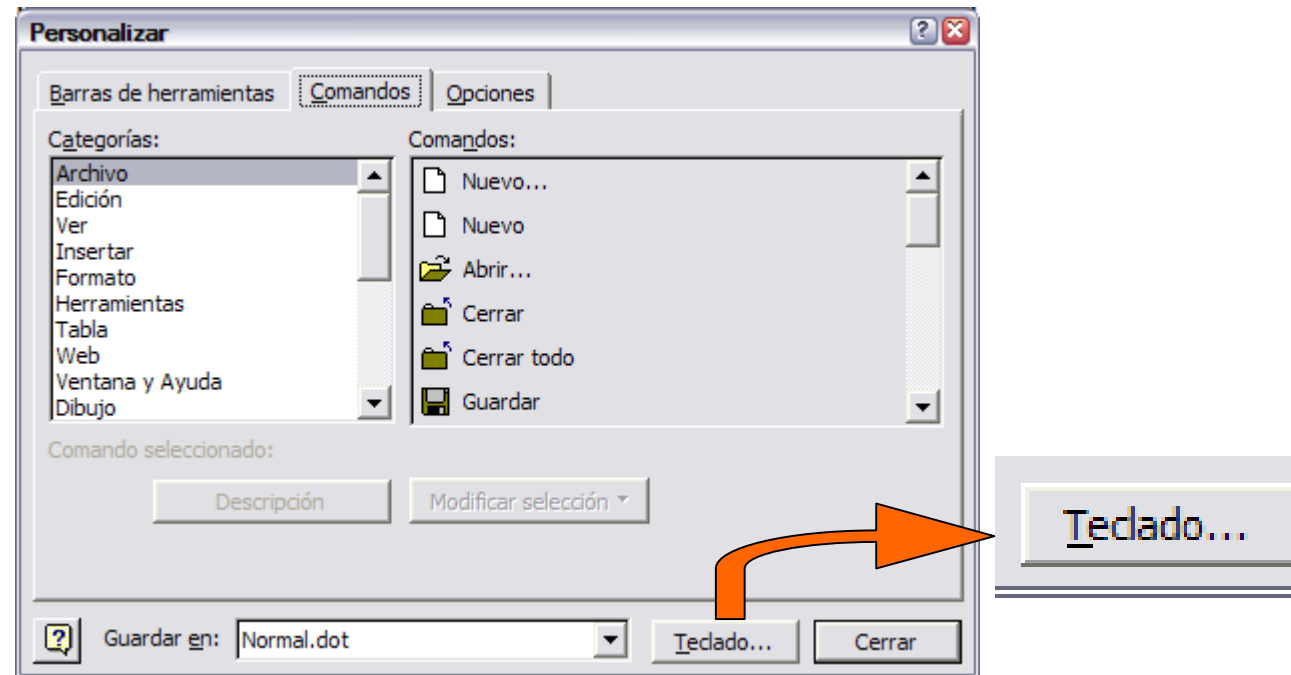 Personalizar
Barras de herramientas Comandos Opciones
Categorías: Comandos:
Archivo
Edición
Ver
Insertar
Formato
Herramientas
Tabla
Web
Ventana y Ayuda
Dibujo
Nuevo...
Nuevo
Abrir...
Cerrar
Cerrar todo
Guardar
Comando seleccionado:
Descripción Modificar selección
Guardar en: Normal.dot Teclado... Cerrar
Teclado...